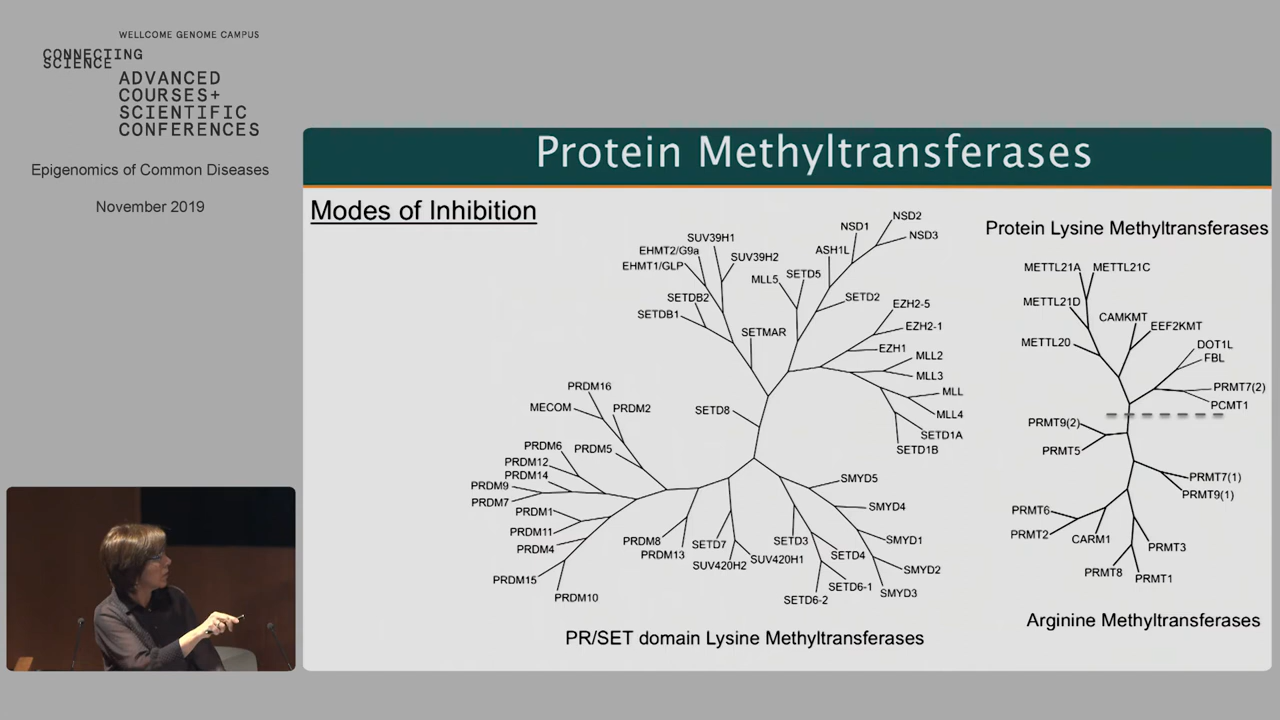 WELLCOME GENOME CAMPUS
CONNECTING
SCIENCE
ADVANCED
COURSES+
SCIENTIFIC
CONFERENCES
Epigenomics of Common Diseases
November 2019
Protein Methyltransferases
Modes of Inhibition
NSD2
NSD1
NSD3
SUV39H1
EHMT2/G9a
ASH1L
SUV39H2
EHMT1/GLP
SETD5
MLL5
SETDB2
SETD2
EZH2-5
SETDB1
EZH2-1
SETMAR
EZH1
MLL2
MLL3
PRDM16
MLL
MECOM
PRDM2
SETD8
MLL4
SETD1A
PRDM6
PRDM5
SETD1B
PRDM12
PRDM14
SMYD5
PRDM9
PRDM7
SMYD4
PRDM1
PRDM11
PRDM8
SETD7
SETD3
SMYD1
PRDM4
PRDM13
SETD4
SUV420H1
SUV420H2
SMYD2
PRDM15
SETD6-1
SMYD3
PRDM10
SETD6-2
PR/SET domain Lysine Methyltransferases
Protein Lysine Methyltransferases
METTL21A
METTL21C
METTL21D
CAMKMT
EEF2KMT
METTL20
DOT1L
FBL
PRMT7(2)
PCMT1
PRMT9(2)
PRMT5
PRMT7(1)
PRMT9(1)
PRMT6
PRMT2
CARM1
PRMT3
PRMT8
PRMT1
Arginine Methyltransferases